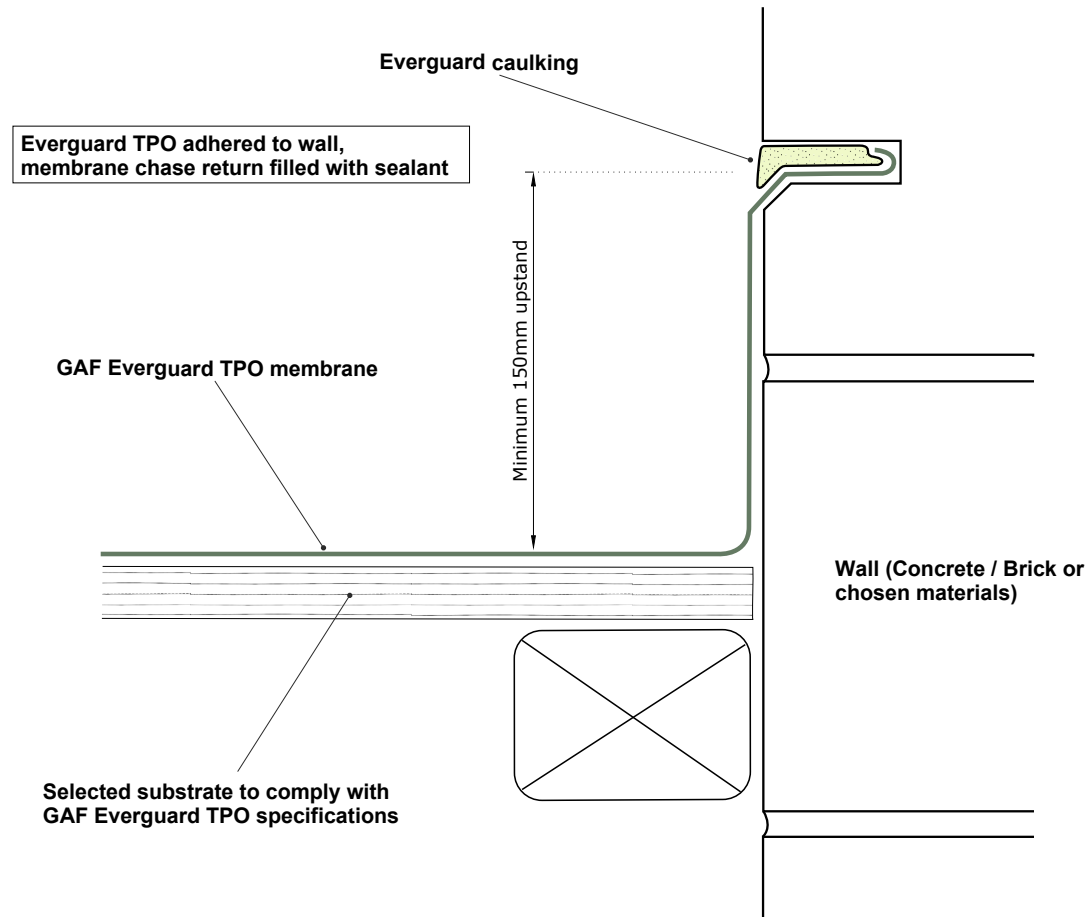 Everguard caulking
Everguard TPO adhered to wall,
membrane chase return filled with sealant
Minimum 150mm upstand
GAF Everguard TPO membrane
Wall (Concrete / Brick or
chosen materials)
Selected substrate to comply with
GAF Everguard TPO specifications